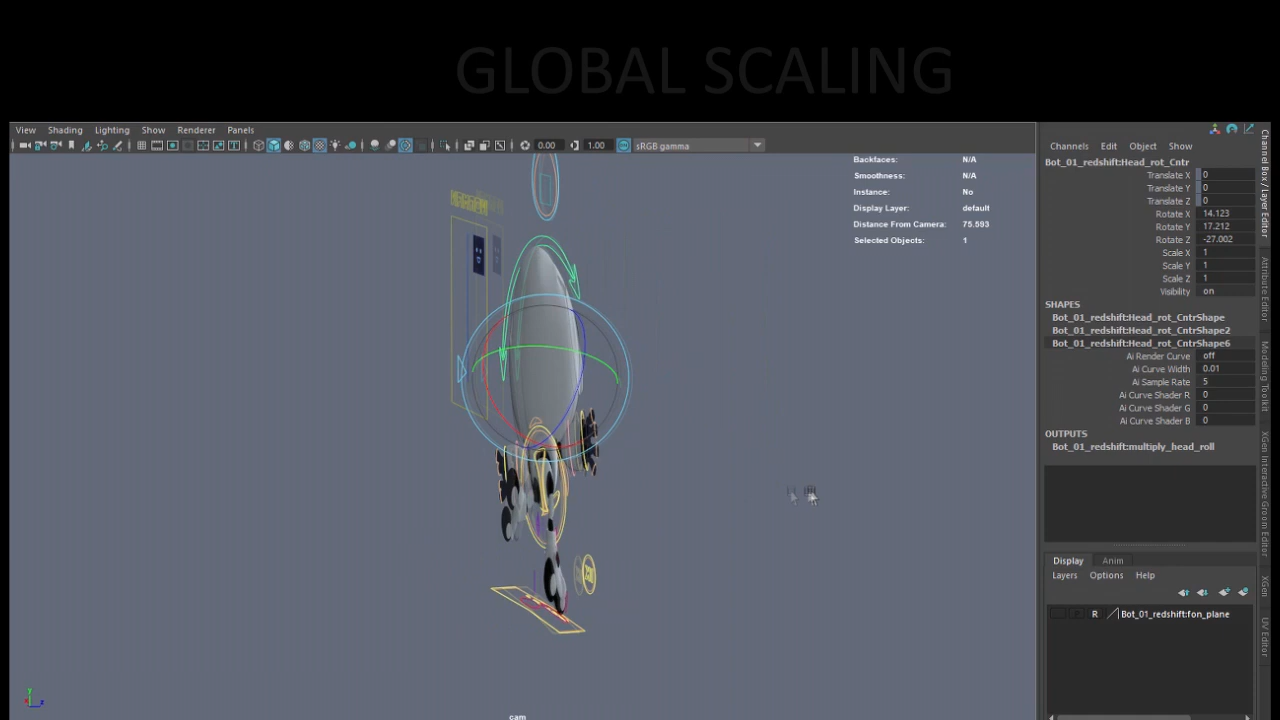 GLOBAL SCALING
View Shading Lighting Show Renderer Panels
0.00 1.00 sRGB gamma
Backfaces: N/A
Smoothness: N/A
Instance: No
Display Layer: default
Distance From Camera: 75.593
Selected Objects: 1
cam
Channels Edit Object Show
Bot_01_redshift:Head_rot_Cntr
Translate X 0
Translate Y 0
Translate Z 0
Rotate X 14.123
Rotate Y 17.212
Rotate Z -27.002
Scale X 1
Scale Y 1
Scale Z 1
Visibility on
SHAPES
Bot_01_redshift:Head_rot_CntrShape
Bot_01_redshift:Head_rot_CntrShape2
Bot_01_redshift:Head_rot_CntrShape6
Ai Render Curve off
Ai Curve Width 0.01
Ai Sample Rate 5
Ai Curve Shader R 0
Ai Curve Shader G 0
Ai Curve Shader B 0
OUTPUTS
Bot_01_redshift:multiply_head_roll
Display Anim
Layers Options Help
R Bot_01_redshift:fon_plane
Channel Box / Layer Editor
Attribute Editor
Modeling Toolkit
XGen Interactive Groom Editor
XGen
UV Editor
y
z